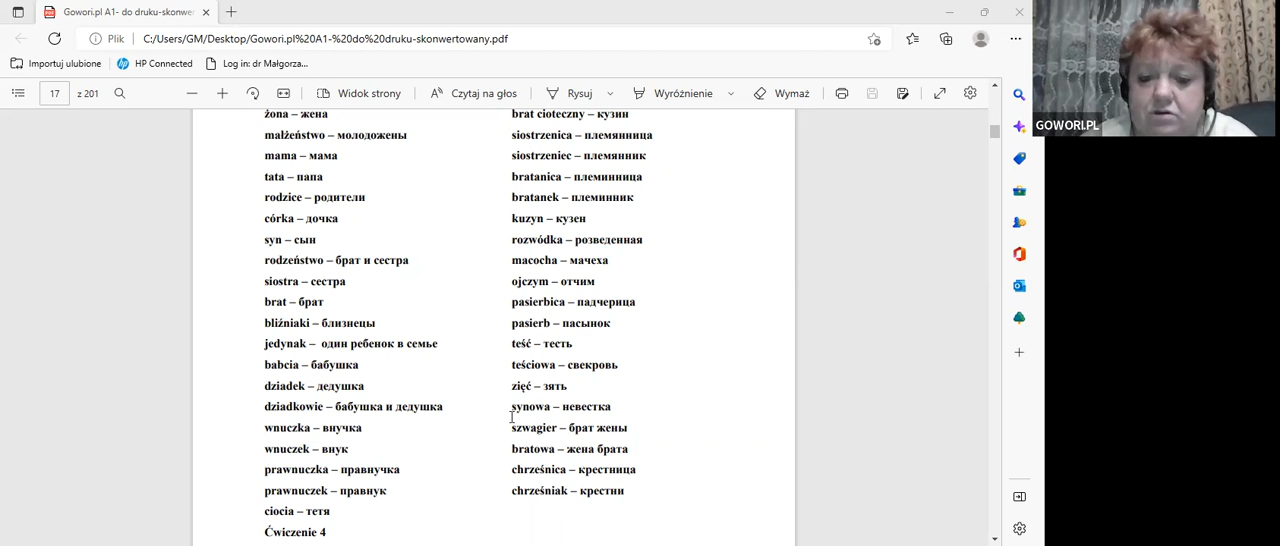 Gowori.pl A1- do druku-skonwer
Plik
C:/Users/GM/Desktop/Gowori.pl%20A1-%20do%20druku-skonwertowany.pdf
Importuj ulubione
HP Connected
Log in: dr Małgorza...
17 z 201
Widok strony
Czytaj na głos
Rysuj
Wyróżnienie
Wymaż
GOWORI.PL
żona – жена
małżeństwo – молодожены
mama – мама
tata – папа
rodzice – родители
córka – дочка
syn – сын
rodzeństwo – брат и сестра
siostra – сестра
brat – брат
bliźniaki – близнецы
jedynak – один ребенок в семье
babcia – бабушка
dziadek – дедушка
dziadkowie – бабушка и дедушка
wnuczka – внучка
wnuczek – внук
prawnuczka – правнучка
prawnuczek – правнук
ciocia – тетя
Ćwiczenie 4
brat cioteczny – кузин
siostrzenica – племянница
siostrzeniec – племянник
bratanica – племинница
bratanek – племинник
kuzyn – кузен
rozwódka – розведенная
macocha – мачеха
ojczym – отчим
pasierbica – падчерица
pasierb – пасынок
teść – тесть
teściowa – свекровь
zięć – зять
synowa – невестка
szwagier – брат жены
bratowa – жена брата
chrześnica – крестница
chrześniak – крестни